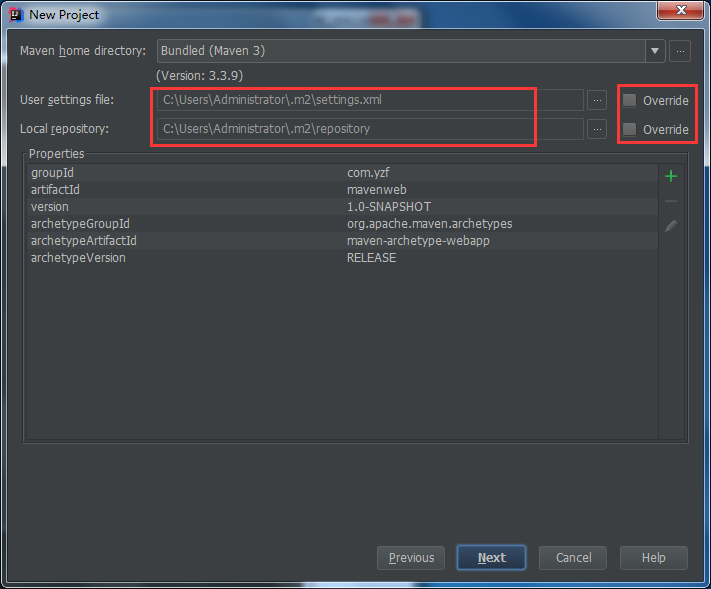 New Project
Maven home directory: Bundled (Maven 3) ...
(Version: 3.3.9)
User settings file: C:\Users\Administrator\.m2\settings.xml ... Override
Local repository: C:\Users\Administrator\.m2\repository ... Override
Properties
groupId com.yzf
artifactId mavenweb
version 1.0-SNAPSHOT
archetypeGroupId org.apache.maven.archetypes
archetypeArtifactId maven-archetype-webapp
archetypeVersion RELEASE
Previous Next Cancel Help